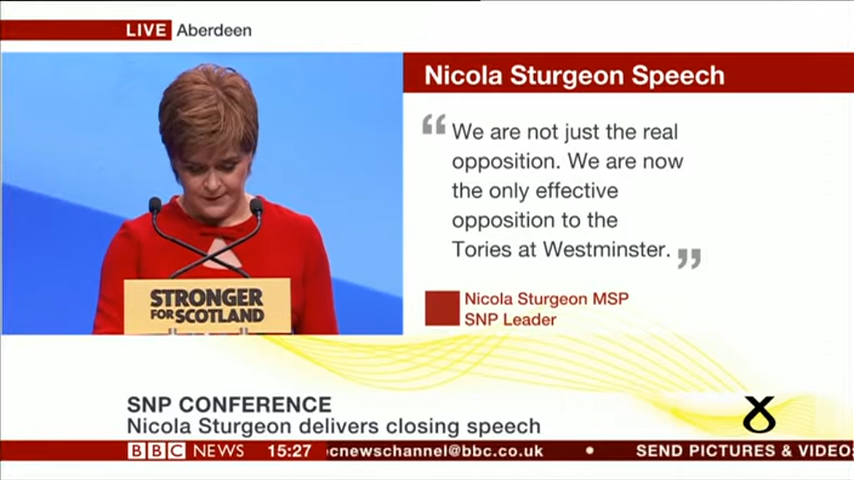 LIVE Aberdeen
Nicola Sturgeon Speech
“ We are not just the real
opposition. We are now
the only effective
opposition to the
Tories at Westminster. ”
STRONGER
FOR SCOTLAND
Nicola Sturgeon MSP
SNP Leader
SNP CONFERENCE
Nicola Sturgeon delivers closing speech
BBC NEWS 15:27 cnewschannel@bbc.co.uk • SEND PICTURES & VIDEO